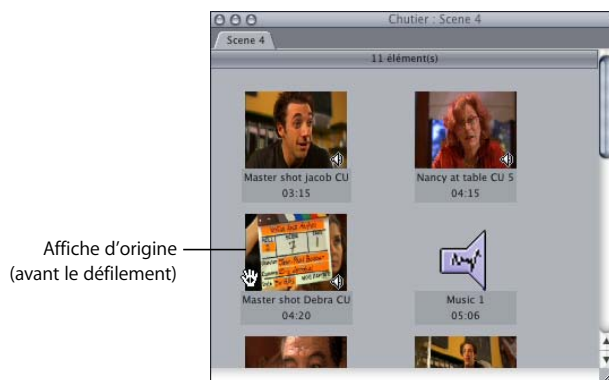 Chutier : Scene 4
Scene 4
11 élément(s)
Master shot jacob CU
03:15
Nancy at table CU 5
04:15
Affiche d'origine
(avant le défilement)
Master shot Debra CU
04:20
Music 1
05:06